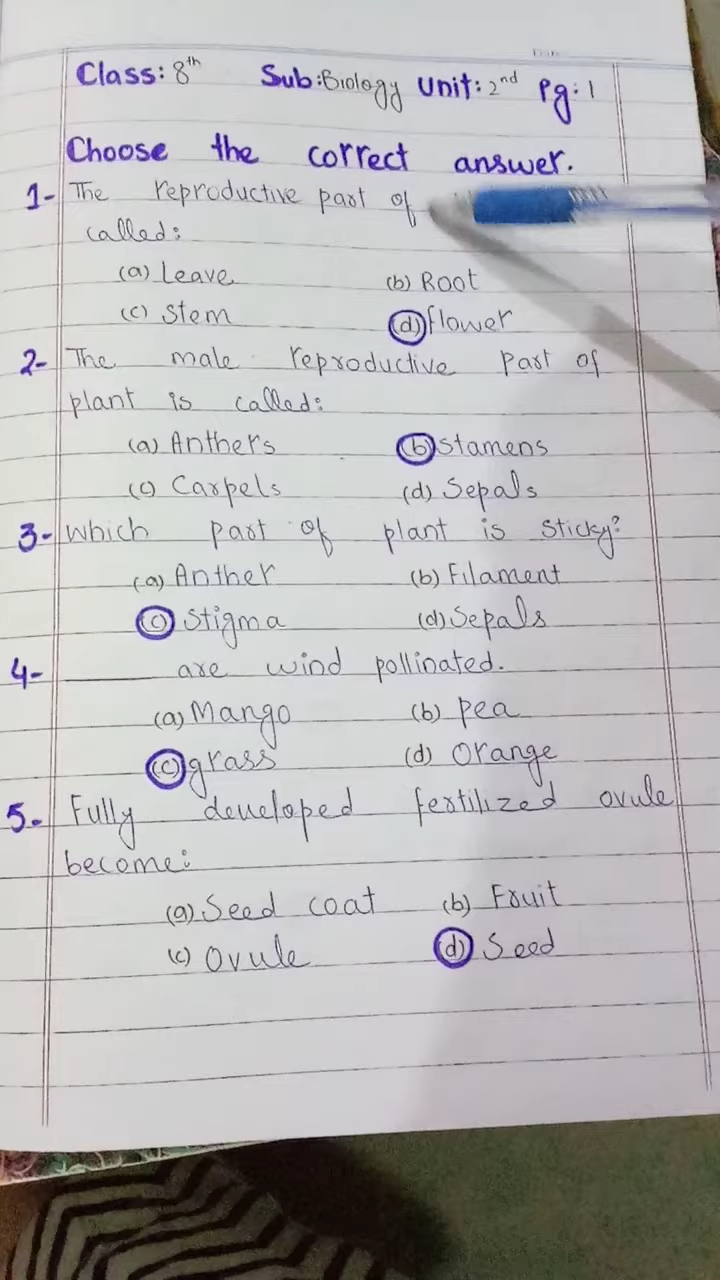 Class: 8th Sub: Biology Unit: 2nd Pg: 1
Choose the correct answer.
1- The reproductive part of
called:
(a) Leave (b) Root
(c) Stem (d) flower
2- The male reproductive part of
plant is called:
(a) Anthers (b) Stamens
(c) Carpels (d) Sepals
3- Which part of plant is sticky?
(a) Anther (b) Filament
(c) Stigma (d) Sepals
4- ______ are wind pollinated.
(a) Mango (b) pea
(c) grass (d) Orange
5- Fully developed fertilized ovule
become:
(a) Seed coat (b) Fruit
(c) Ovule (d) Seed